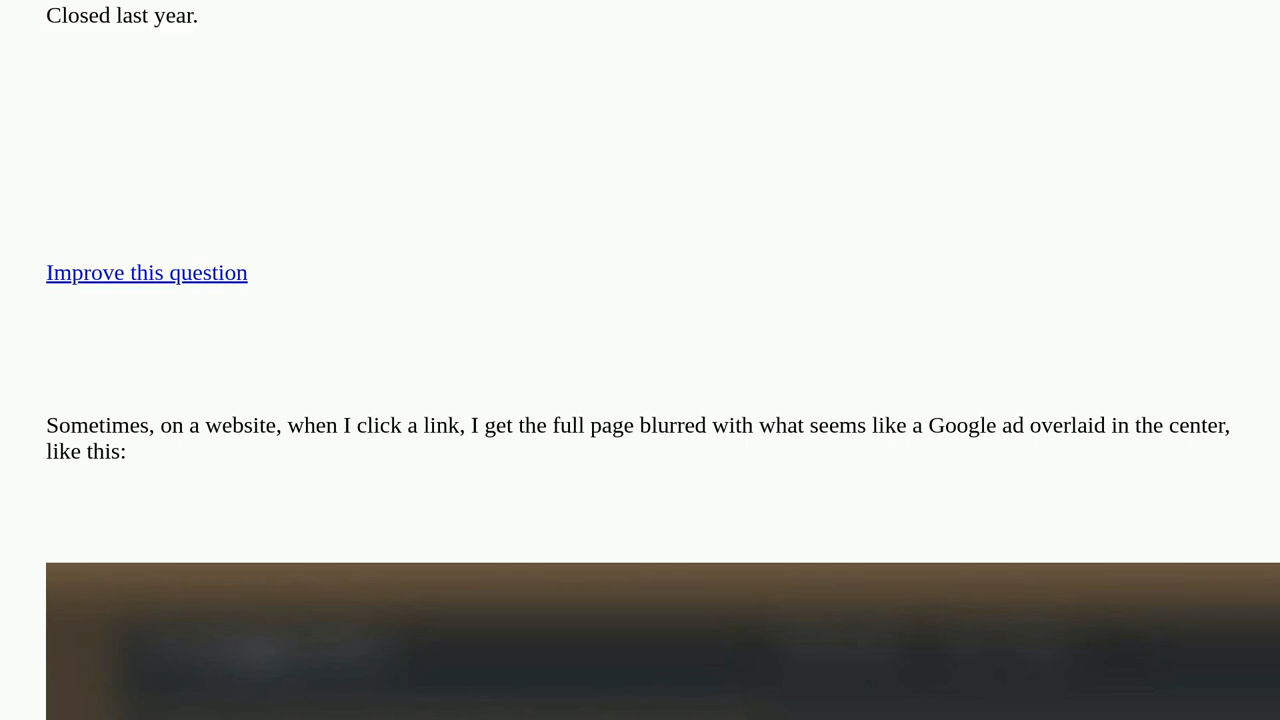 Closed last year.
Improve this question
Sometimes, on a website, when I click a link, I get the full page blurred with what seems like a Google ad overlaid in the center,
like this: